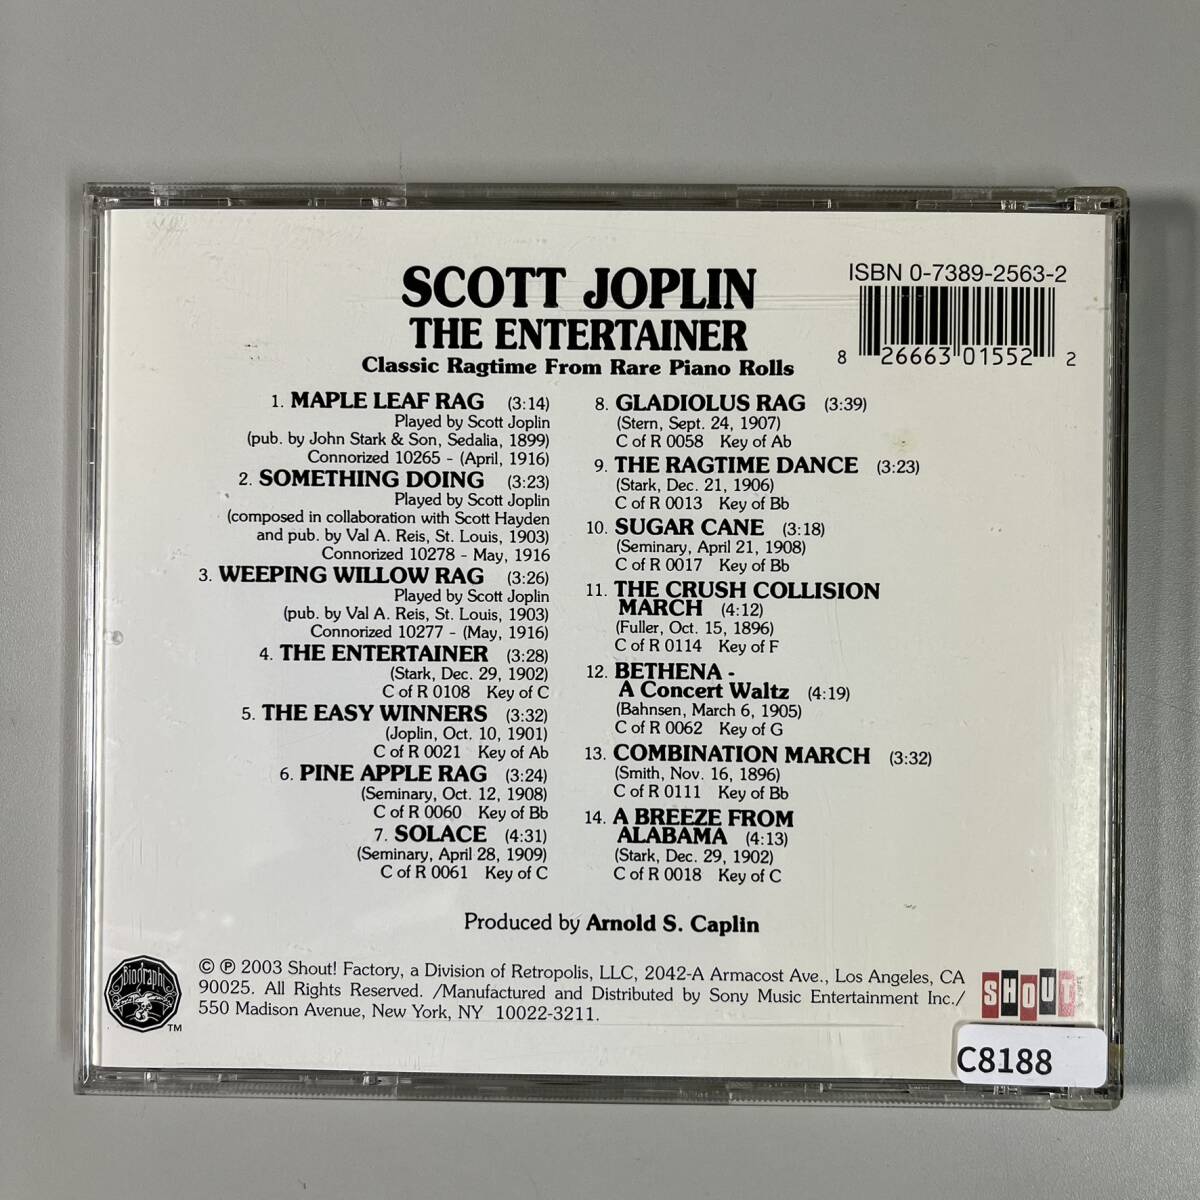 SCOTT JOPLIN
THE ENTERTAINER
Classic Ragtime From Rare Piano Rolls
ISBN 0-7389-2563-2
8 26663 01552 2
1. MAPLE LEAF RAG (3:14)
Played by Scott Joplin
(pub. by John Stark & Son, Sedalia, 1899)
Connorized 10265 - (April, 1916)
2. SOMETHING DOING (3:23)
Played by Scott Joplin
(composed in collaboration with Scott Hayden
and pub. by Val A. Reis, St. Louis, 1903)
Connorized 10278 - May, 1916
3. WEEPING WILLOW RAG (3:26)
Played by Scott Joplin
(pub. by Val A. Reis, St. Louis, 1903)
Connorized 10277 - (May, 1916)
4. THE ENTERTAINER (3:28)
(Stark, Dec. 29, 1902)
C of R 0108 Key of C
5. THE EASY WINNERS (3:32)
(Joplin, Oct. 10, 1901)
C of R 0021 Key of Ab
6. PINE APPLE RAG (3:24)
(Seminary, Oct. 12, 1908)
C of R 0060 Key of Bb
7. SOLACE (4:31)
(Seminary, April 28, 1909)
C of R 0061 Key of C
8. GLADIOLUS RAG (3:39)
(Stern, Sept. 24, 1907)
C of R 0058 Key of Ab
9. THE RAGTIME DANCE (3:23)
(Stark, Dec. 21, 1906)
C of R 0013 Key of Bb
10. SUGAR CANE (3:18)
(Seminary, April 21, 1908)
C of R 0017 Key of Bb
11. THE CRUSH COLLISION
MARCH (4:12)
(Fuller, Oct. 15, 1896)
C of R 0114 Key of F
12. BETHENA -
A Concert Waltz (4:19)
(Bahnsen, March 6, 1905)
C of R 0062 Key of G
13. COMBINATION MARCH (3:32)
(Smith, Nov. 16, 1896)
C of R 0111 Key of Bb
14. A BREEZE FROM
ALABAMA (4:13)
(Stark, Dec. 29, 1902)
C of R 0018 Key of C
Produced by Arnold S. Caplin
Biograph
TM
© ℗ 2003 Shout! Factory, a Division of Retropolis, LLC, 2042-A Armacost Ave., Los Angeles, CA
90025. All Rights Reserved. /Manufactured and Distributed by Sony Music Entertainment Inc./
550 Madison Avenue, New York, NY 10022-3211.
SHOUT
C8188